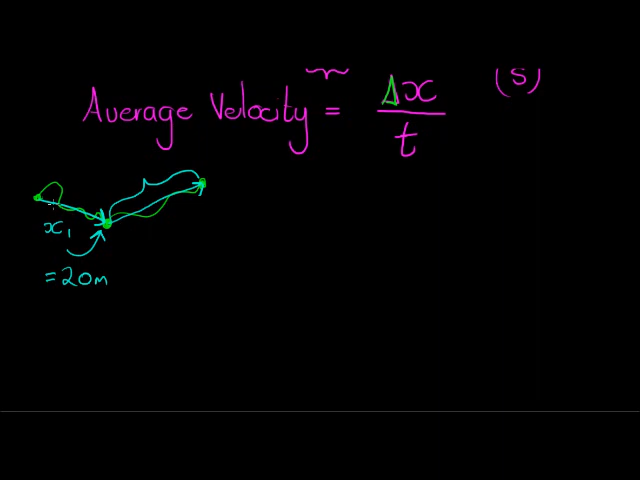 (s)
Average Velocity = Δx
t
x₁
= 20m